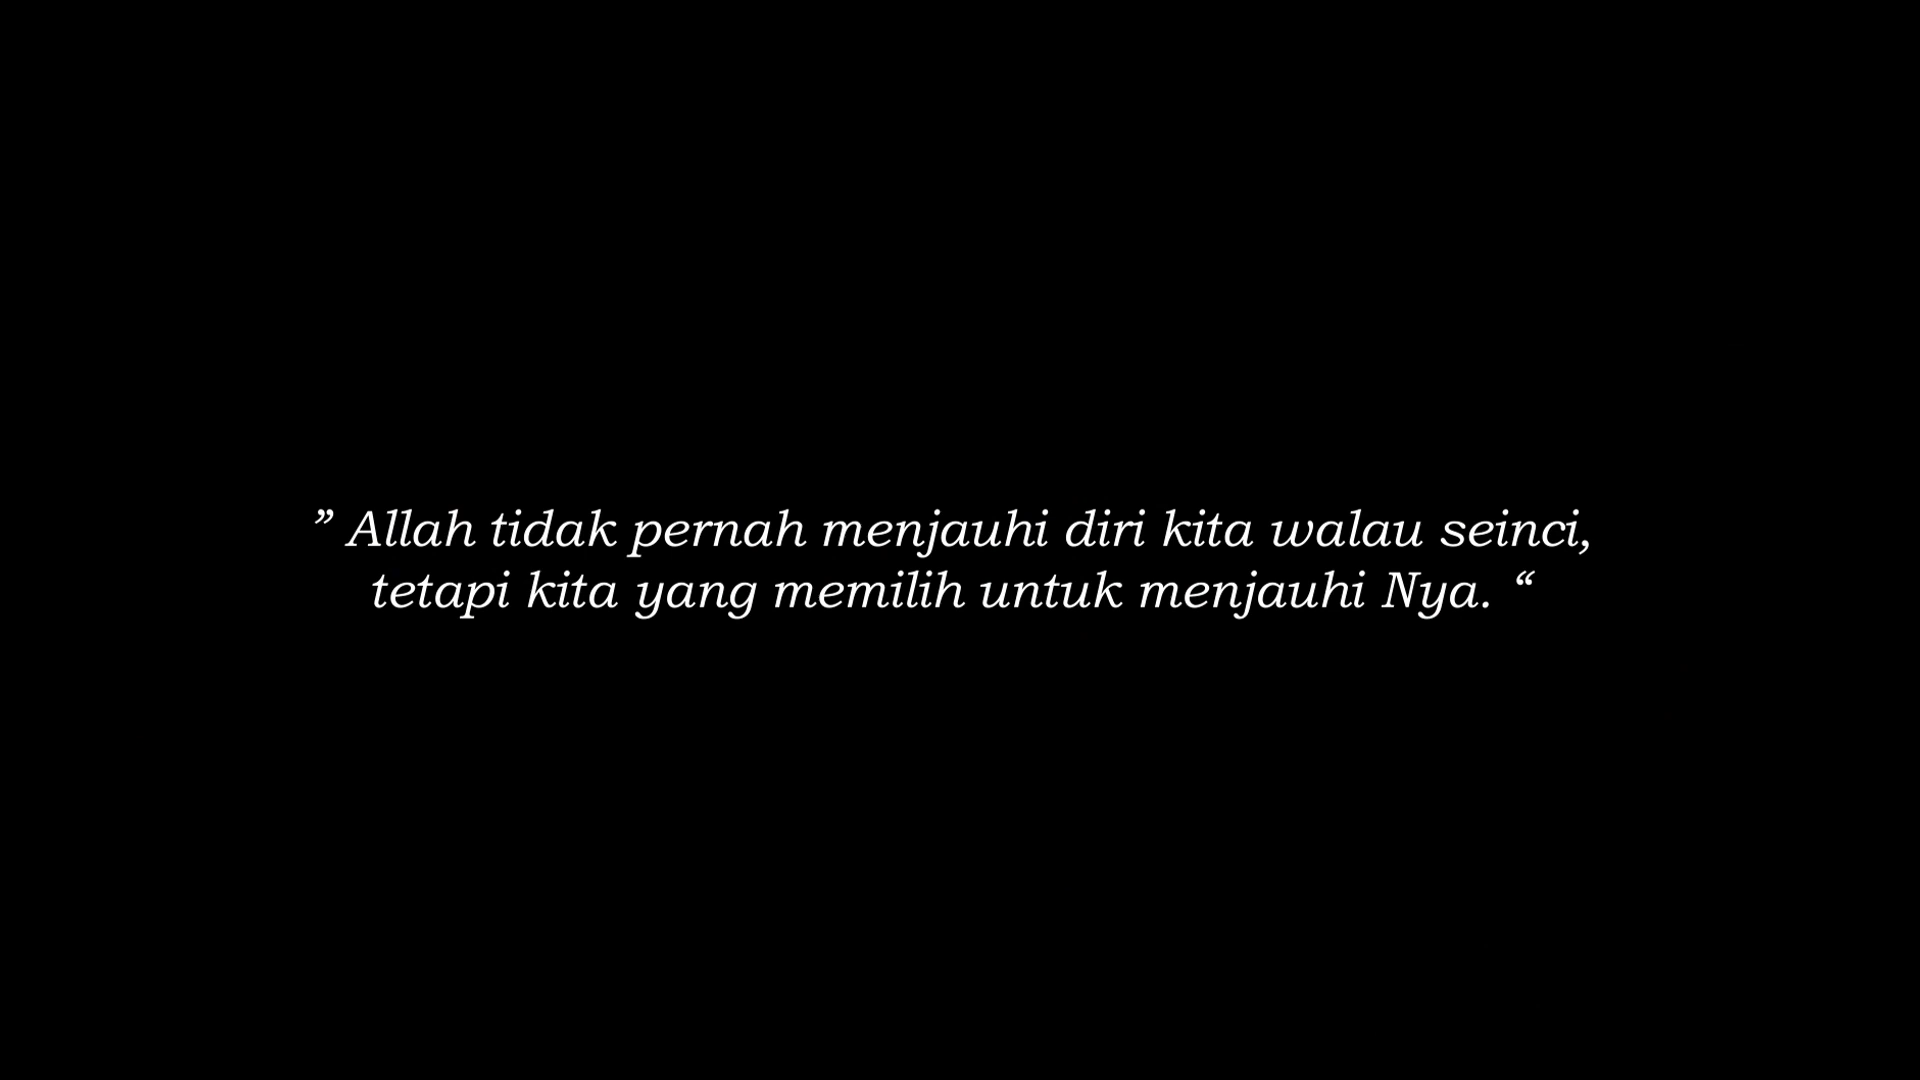 ” Allah tidak pernah menjauhi diri kita walau seinci,
tetapi kita yang memilih untuk menjauhi Nya. “